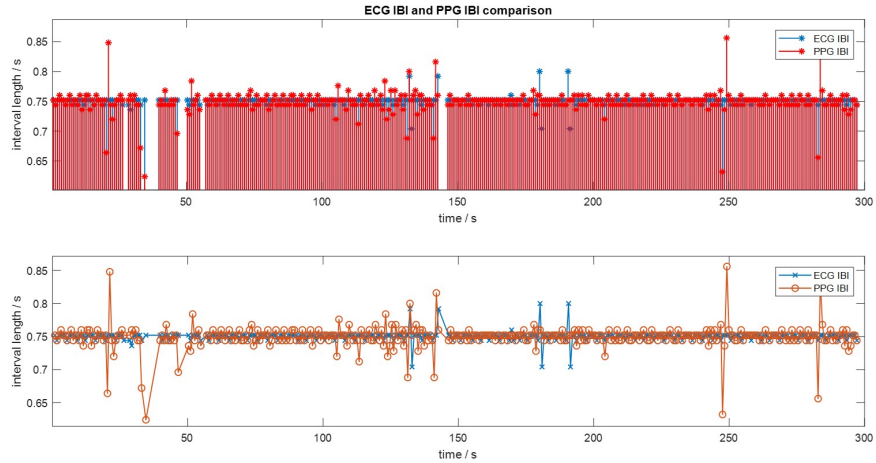 ECG IBI and PPG IBI comparison
interval length / s
0.85
0.8
0.75
0.7
0.65
ECG IBI
PPG IBI
50
100
150
200
250
300
time / s
interval length / s
0.85
0.8
0.75
0.7
0.65
ECG IBI
PPG IBI
50
100
150
200
250
300
time / s